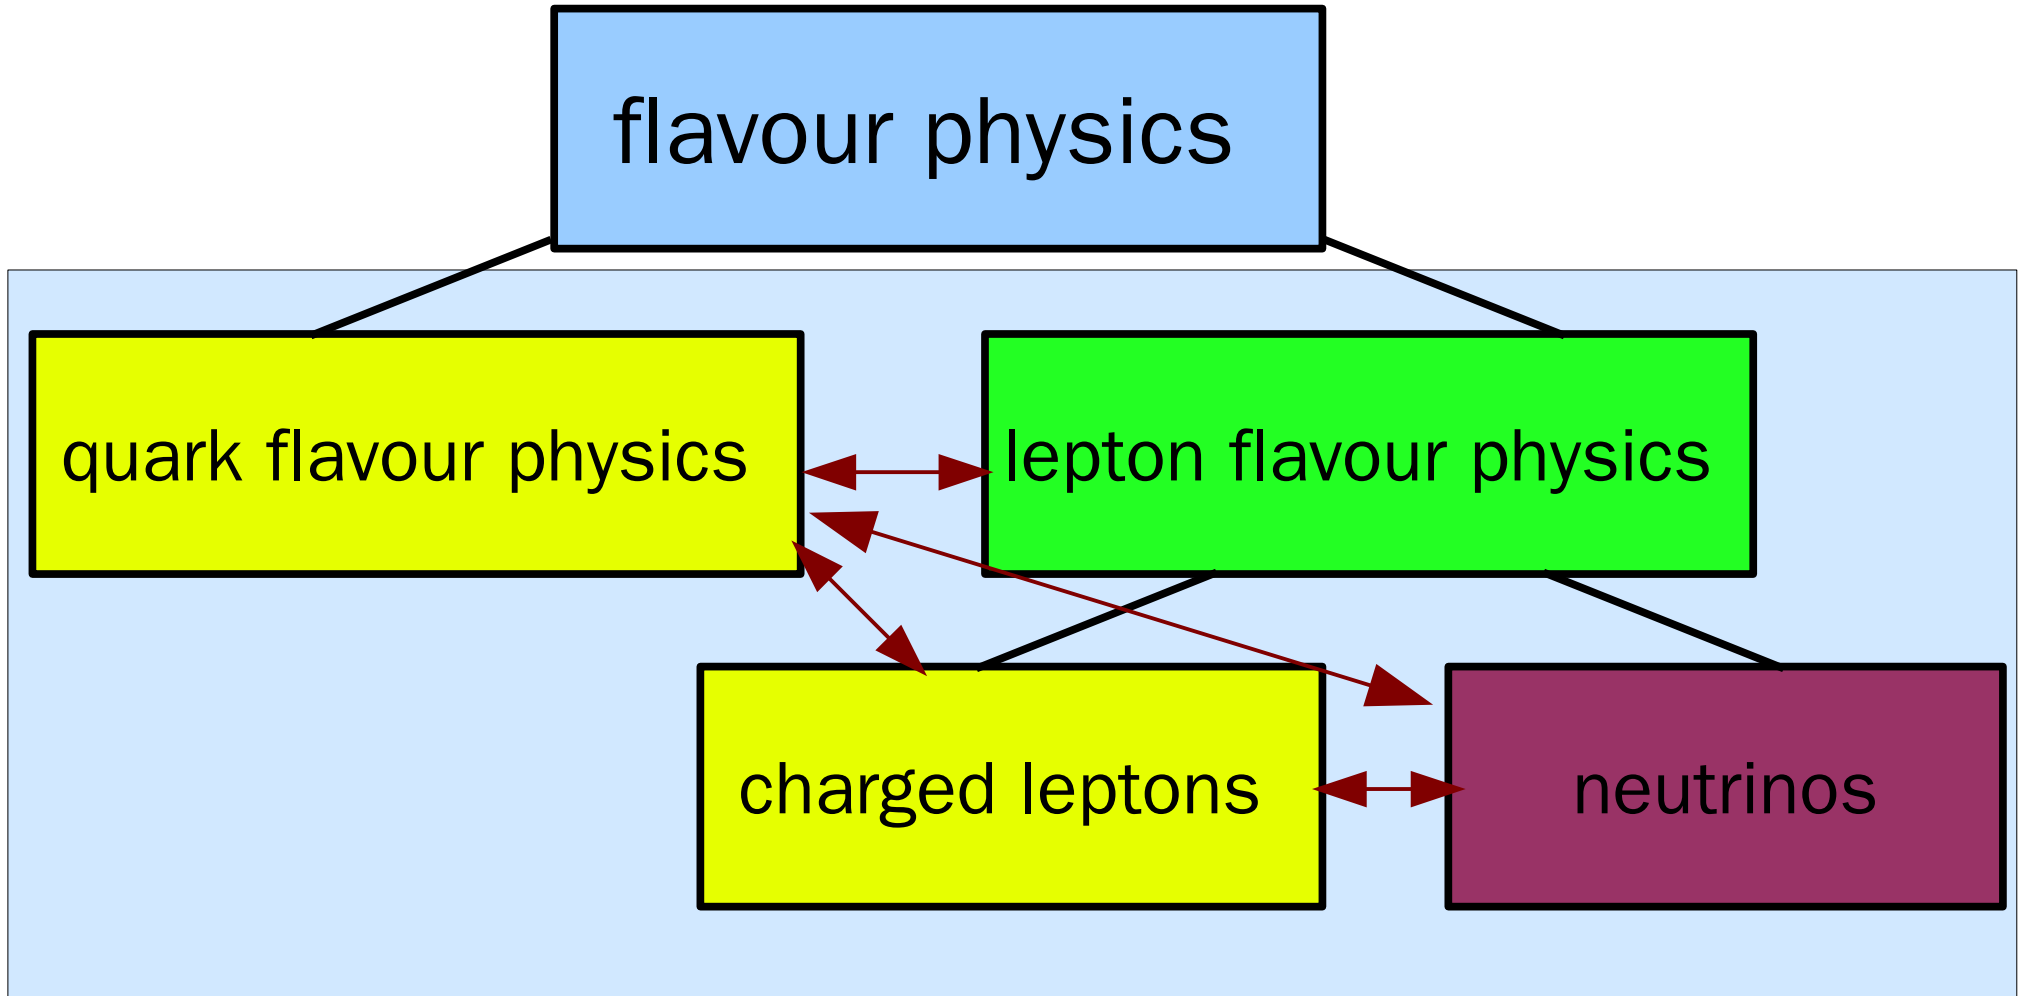 flavour physics
quark flavour physics
lepton flavour physics
charged leptons
neutrinos